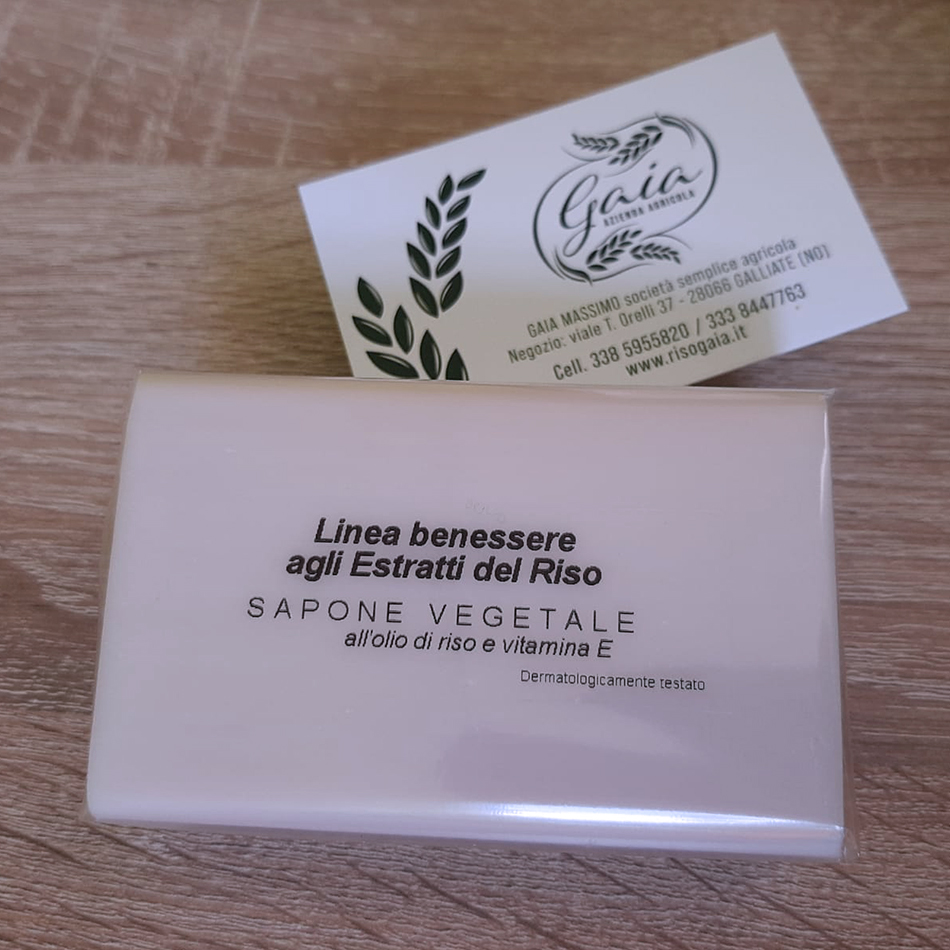 Gaia
AZIENDA AGRICOLA
GAIA MASSIMO società semplice agricola
Negozio: viale T. Orelli 37 - 28066 GALLIATE (NO)
Cell. 338 5955820 / 333 8447763
www.risogaia.it
Linea benessere
agli Estratti del Riso
SAPONE VEGETALE
all'olio di riso e vitamina E
Dermatologicamente testato